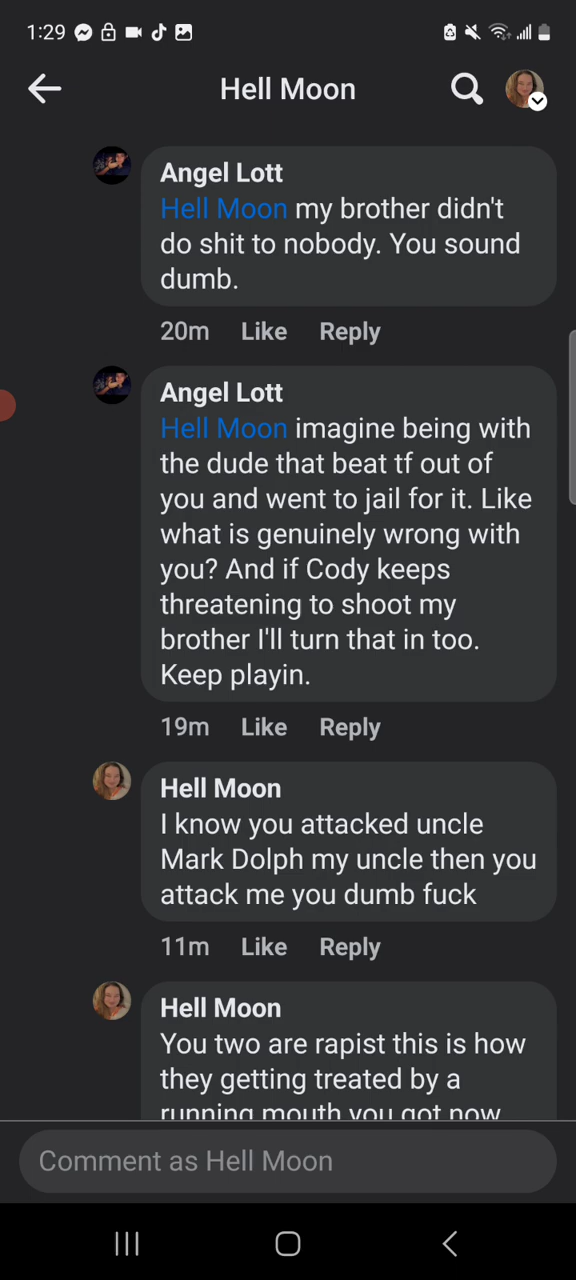 1:29
Hell Moon
Angel Lott
Hell Moon my brother didn't
do shit to nobody. You sound
dumb.
20m Like Reply
Angel Lott
Hell Moon imagine being with
the dude that beat tf out of
you and went to jail for it. Like
what is genuinely wrong with
you? And if Cody keeps
threatening to shoot my
brother I'll turn that in too.
Keep playin.
19m Like Reply
Hell Moon
I know you attacked uncle
Mark Dolph my uncle then you
attack me you dumb fuck
11m Like Reply
Hell Moon
You two are rapist this is how
they getting treated by a
running mouth you got now
Comment as Hell Moon